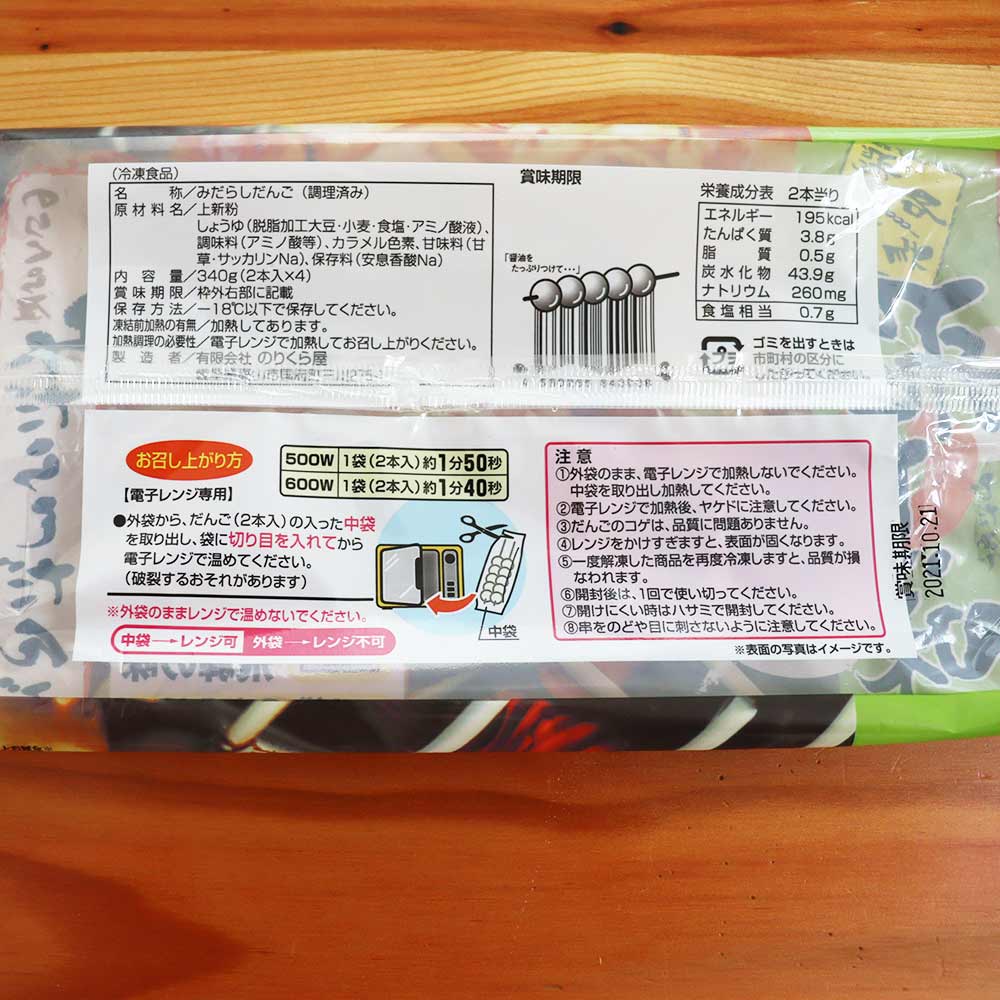 (冷凍食品)
名称/みだらしだんご(調理済み)
原材料名/上新粉
しょうゆ(脱脂加工大豆・小麦・食塩・アミノ酸液)、
調味料(アミノ酸等)、カラメル色素、甘味料(甘
草・サッカリンNa)、保存料(安息香酸Na)
内容量/340g(2本入×4)
賞味期限/枠外右部に記載
保存方法/-18℃以下で保存してください。
凍結前加熱の有無/加熱してあります。
加熱調理の必要性/電子レンジで加熱してお召し上がりください。
製造者/有限会社 のりくら屋
賞味期限
「醤油を
たっぷりつけて・・・」
栄養成分表 2本当り
エネルギー 195kcal
たんぱく質 3.8g
脂質 0.5g
炭水化物 43.9g
ナトリウム 260mg
食塩相当 0.7g
プラ
ゴミを出すときは
市町村の区分に
したがってください。
お召し上がり方
【電子レンジ専用】
500W 1袋(2本入)約1分50秒
600W 1袋(2本入)約1分40秒
●外袋から、だんご(2本入)の入った中袋
を取り出し、袋に切り目を入れてから
電子レンジで温めてください。
(破裂するおそれがあります)
※外袋のままレンジで温めないでください。
中袋→レンジ可 外袋→レンジ不可
中袋
注意
①外袋のまま、電子レンジで加熱しないでください。
中袋を取り出し加熱してください。
②電子レンジで加熱後、ヤケドに注意してください。
③だんごのコゲは、品質に問題ありません。
④レンジをかけすぎますと、表面が固くなります。
⑤一度解凍した商品を再度冷凍しますと、品質が損
なわれます。
⑥開封後は、1回で使い切ってください。
⑦開けにくい時はハサミで開封してください。
⑧串をのどや目に刺さないように注意してください。
※表面の写真はイメージです。
賞味期限
2021.10.21